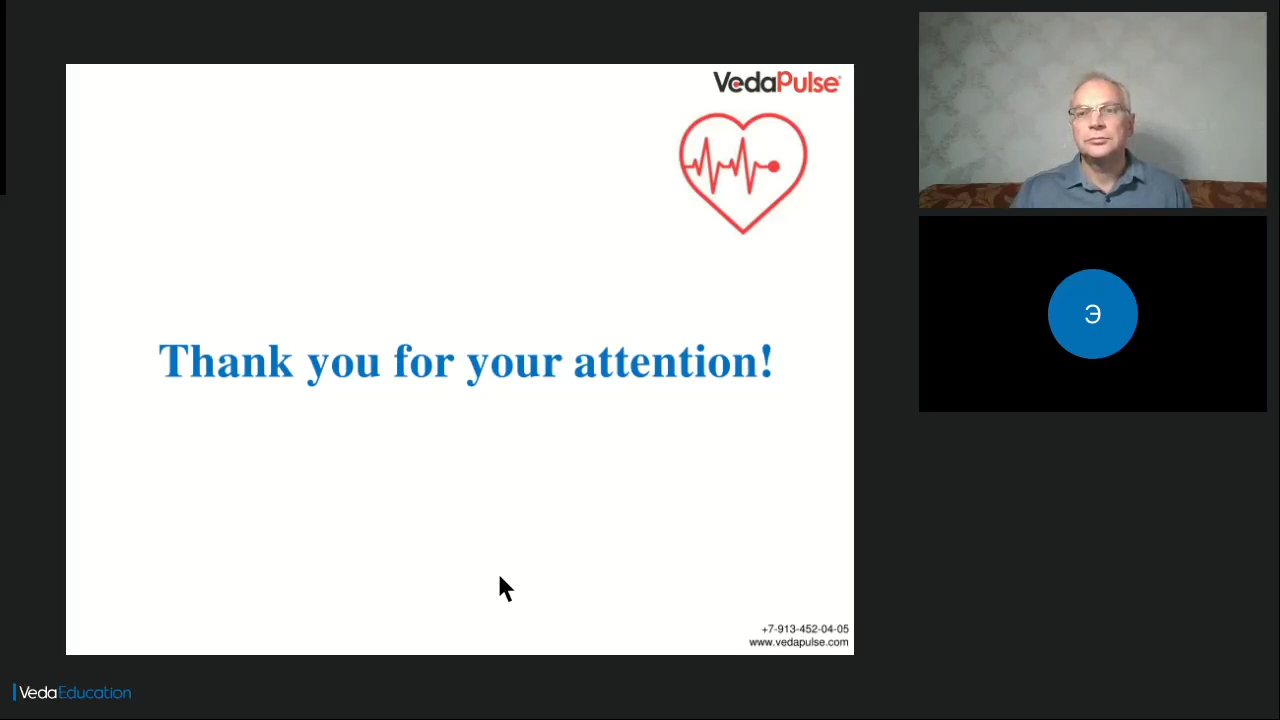 VedaPulse®
Thank you for your attention!
+7-913-452-04-05
www.vedapulse.com
Э
VedaEducation